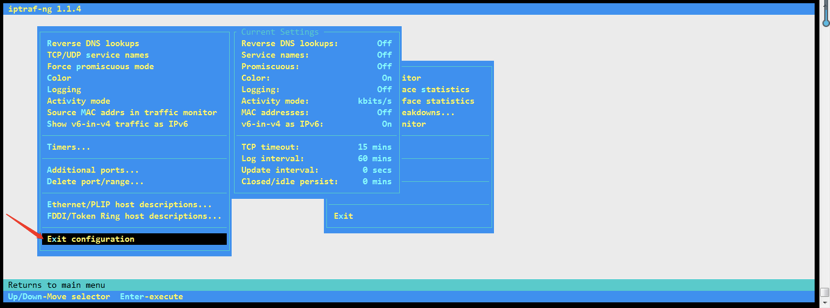 iptraf-ng 1.1.4
Reverse DNS lookups
TCP/UDP service names
Force promiscuous mode
Color
Logging
Activity mode
Source MAC addrs in traffic monitor
Show v6-in-v4 traffic as IPv6
Timers...
Additional ports...
Delete port/range...
Ethernet/PLIP host descriptions...
FDDI/Token Ring host descriptions...
Exit configuration
Current Settings
Reverse DNS lookups: Off
Service names: Off
Promiscuous: Off
Color: On
Logging: Off
Activity mode: kbits/s
MAC addresses: Off
v6-in-v4 as IPv6: On
TCP timeout: 15 mins
Log interval: 60 mins
Update interval: 0 secs
Closed/idle persist: 0 mins
itor
ace statistics
face statistics
eakdowns...
nitor
Exit
Returns to main menu
Up/Down-Move selector Enter-execute